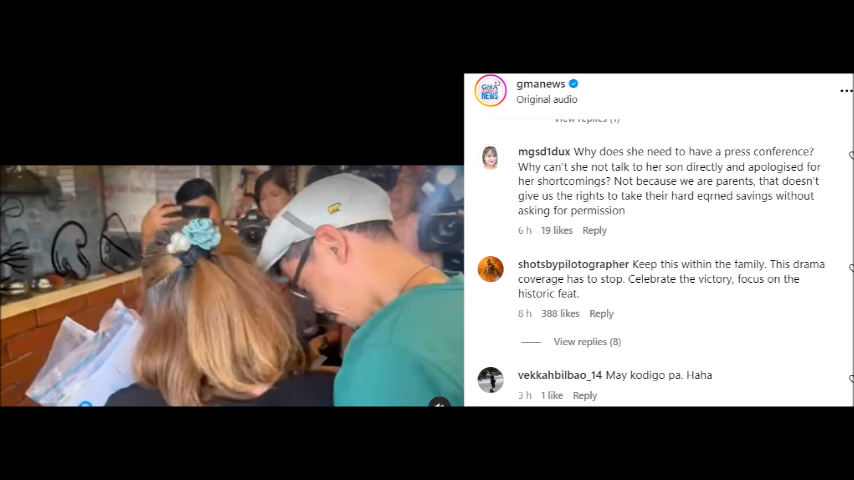 gmanews
Original audio
View replies (1)
mgsd1dux Why does she need to have a press conference?
Why can't she not talk to her son directly and apologised for
her shortcomings? Not because we are parents, that doesn't
give us the rights to take their hard eqrned savings without
asking for permission
6 h 19 likes Reply
shotsbypilotographer Keep this within the family. This drama
coverage has to stop. Celebrate the victory, focus on the
historic feat.
8 h 388 likes Reply
View replies (8)
vekkahbilbao_14 May kodigo pa. Haha
3 h 1 like Reply